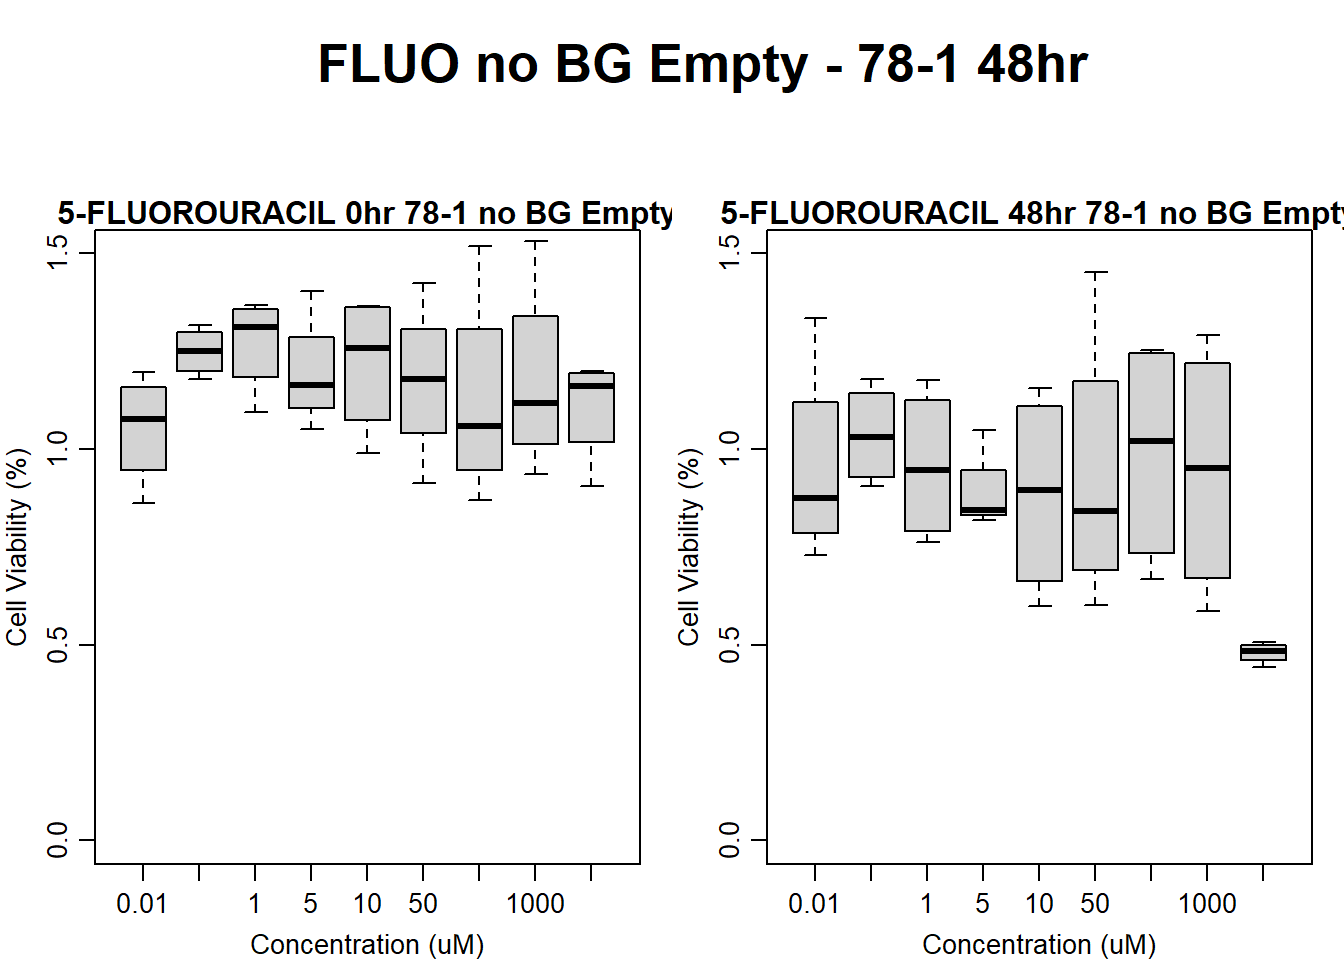 FLUO no BG Empty - 78-1 48hr
5-FLUOROURACIL 0hr 78-1 no BG Empty
1.5
1.0
0.5
0.0
Cell Viability (%)
0.01 1 5 10 50 1000
Concentration (uM)
5-FLUOROURACIL 48hr 78-1 no BG Empty
1.5
1.0
0.5
0.0
Cell Viability (%)
0.01 1 5 10 50 1000
Concentration (uM)